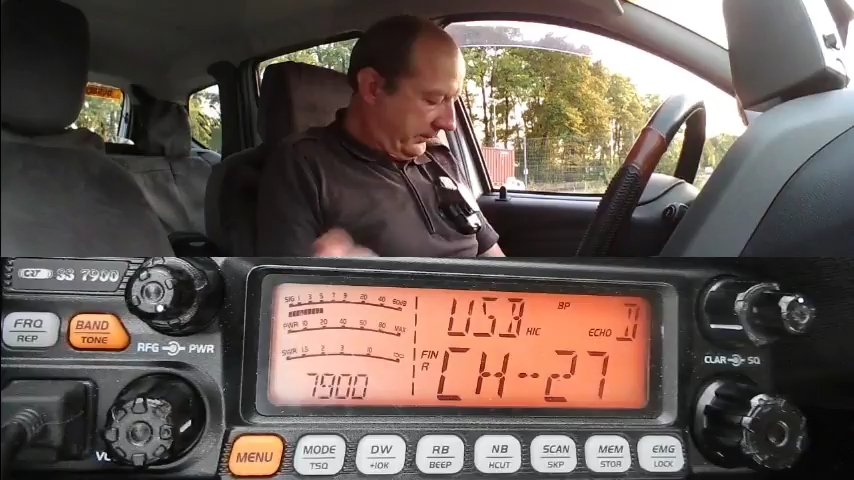 CRT SS 7900
FRQ
REP
BAND
TONE
RFG PWR
SIG 1 3 5 7 9 20 40 60dB
PWR 10 20 40 60 80 MAX
SWR 1.5 2 3 10 ∞
7900
USB HIC
BP
ECHO D
FIN
R
CH-27
CLAR SQ
MENU
MODE
TSQ
DW
+10K
RB
BEEP
NB
HCUT
SCAN
SKP
MEM
STOR
EMG
LOCK